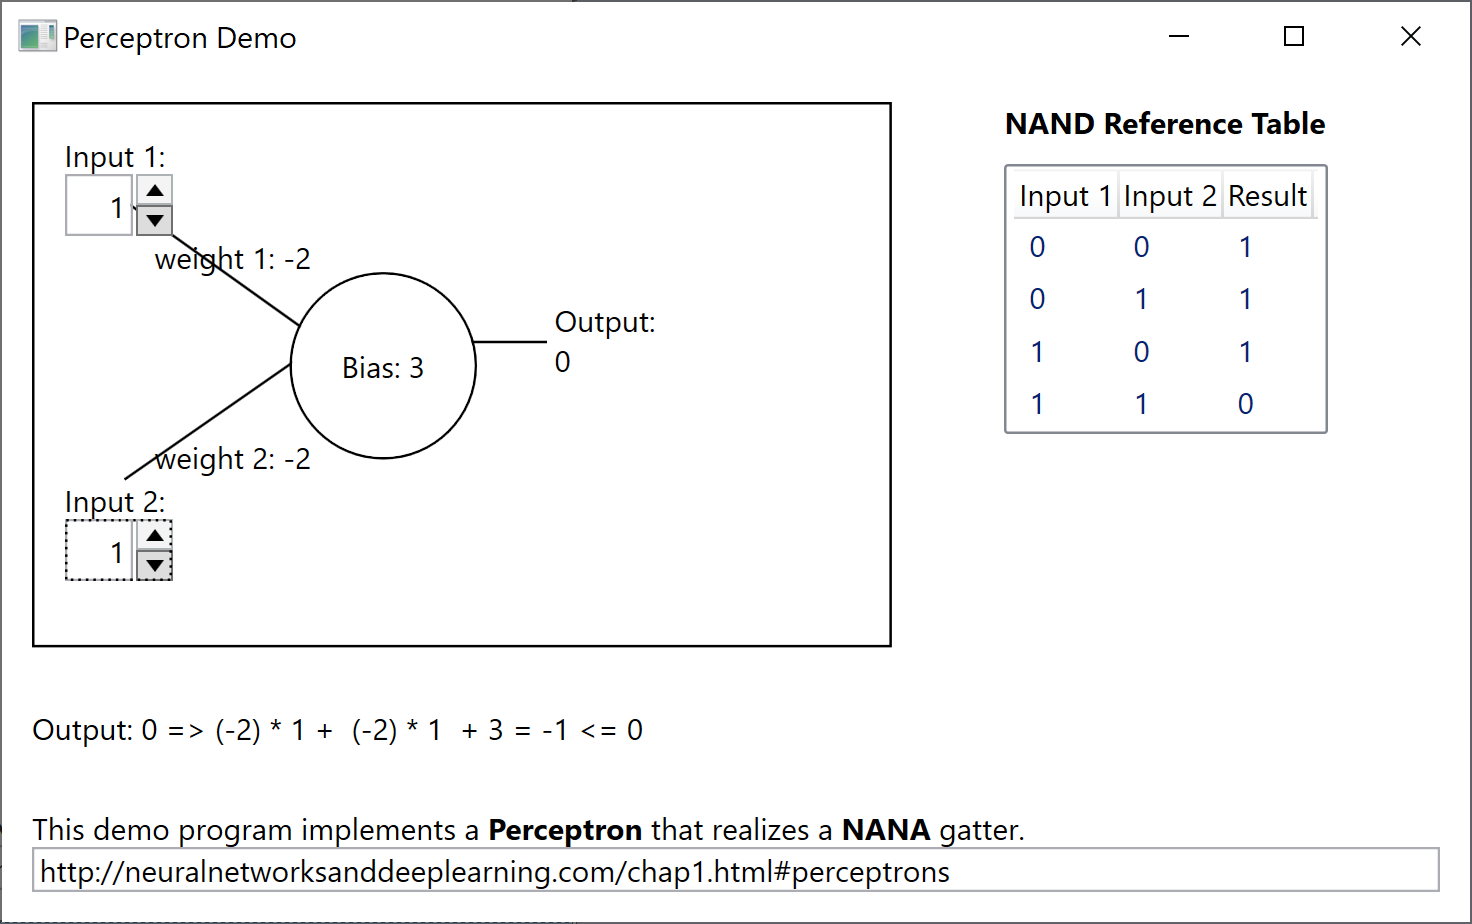 Perceptron Demo
Input 1:
1
weight 1: -2
Bias: 3
Output:
0
weight 2: -2
Input 2:
1
NAND Reference Table
Input 1 Input 2 Result
0 0 1
0 1 1
1 0 1
1 1 0
Output: 0 => (-2) * 1 +  (-2) * 1  + 3 = -1 <= 0
This demo program implements a Perceptron that realizes a NANA gatter.
http://neuralnetworksanddeeplearning.com/chap1.html#perceptrons